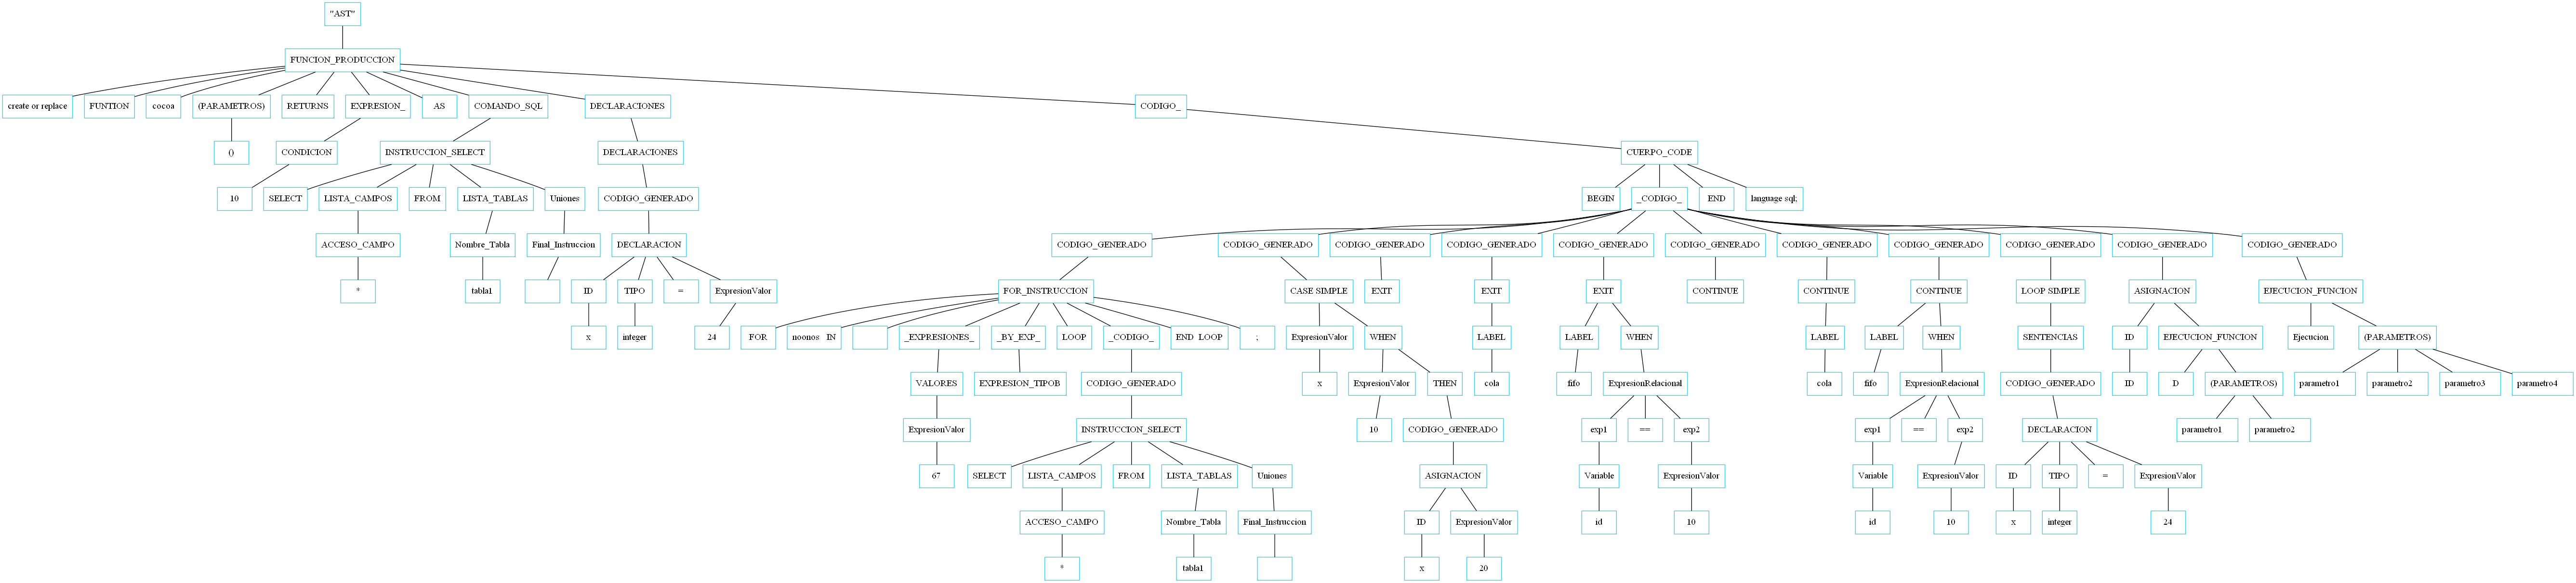 "AST"
FUNCION_PRODUCCION
create or replace FUNTION cocoa (PARAMETROS) RETURNS EXPRESION_ AS COMANDO_SQL DECLARACIONES CODIGO_
() CONDICION INSTRUCCION_SELECT DECLARACIONES CUERPO_CODE
10 SELECT LISTA_CAMPOS FROM LISTA_TABLAS Uniones CODIGO_GENERADO BEGIN _CODIGO_ END language sql;
ACCESO_CAMPO Nombre_Tabla Final_Instruccion DECLARACION CODIGO_GENERADO CODIGO_GENERADO CODIGO_GENERADO CODIGO_GENERADO CODIGO_GENERADO CODIGO_GENERADO CODIGO_GENERADO CODIGO_GENERADO CODIGO_GENERADO CODIGO_GENERADO CODIGO_GENERADO
* tabla1 ID TIPO = ExpresionValor FOR_INSTRUCCION CASE SIMPLE EXIT EXIT EXIT CONTINUE CONTINUE CONTINUE LOOP SIMPLE ASIGNACION EJECUCION_FUNCION
x integer 24 FOR noonos IN _EXPRESIONES_ _BY_EXP_ LOOP _CODIGO_ END LOOP ; ExpresionValor WHEN LABEL LABEL WHEN LABEL LABEL WHEN SENTENCIAS ID EJECUCION_FUNCION Ejecucion (PARAMETROS)
VALORES EXPRESION_TIPOB CODIGO_GENERADO x ExpresionValor THEN cola fifo ExpresionRelacional cola fifo ExpresionRelacional CODIGO_GENERADO ID D (PARAMETROS) parametro1 parametro2 parametro3 parametro4
ExpresionValor INSTRUCCION_SELECT 10 CODIGO_GENERADO exp1 == exp2 exp1 == exp2 DECLARACION parametro1 parametro2
67 SELECT LISTA_CAMPOS FROM LISTA_TABLAS Uniones ASIGNACION Variable ExpresionValor Variable ExpresionValor ID TIPO = ExpresionValor
ACCESO_CAMPO Nombre_Tabla Final_Instruccion ID ExpresionValor id 10 id 10 x integer 24
* tabla1 x 20